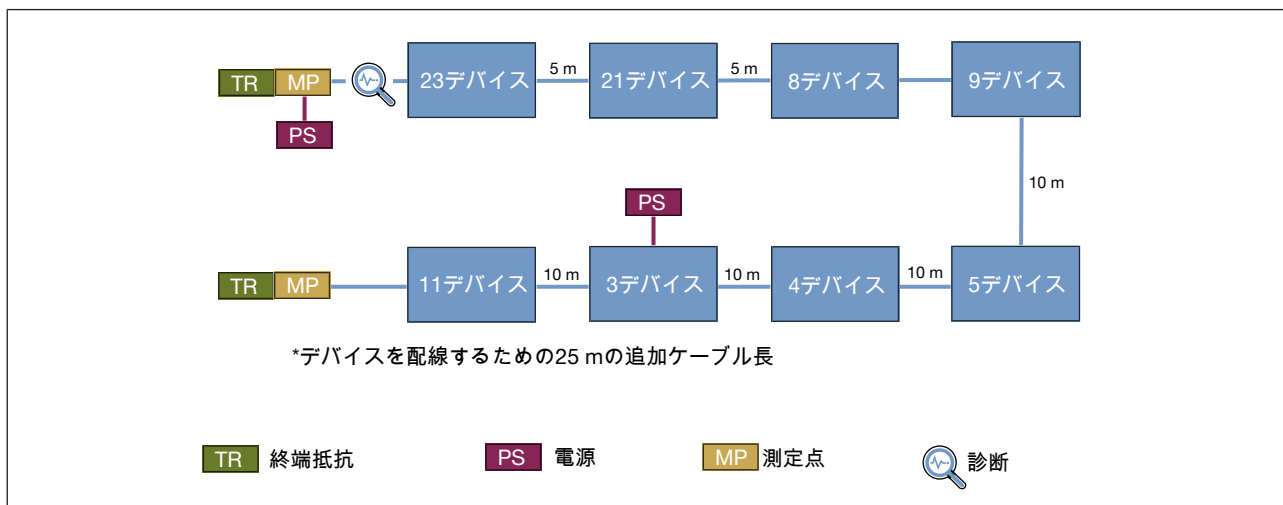 TR MP
23デバイス
5 m
21デバイス
5 m
8デバイス
9デバイス
PS
10 m
PS
TR MP
11デバイス
10 m
3デバイス
10 m
4デバイス
10 m
5デバイス
*デバイスを配線するための25 mの追加ケーブル長
TR 終端抵抗
PS 電源
MP 測定点
診断